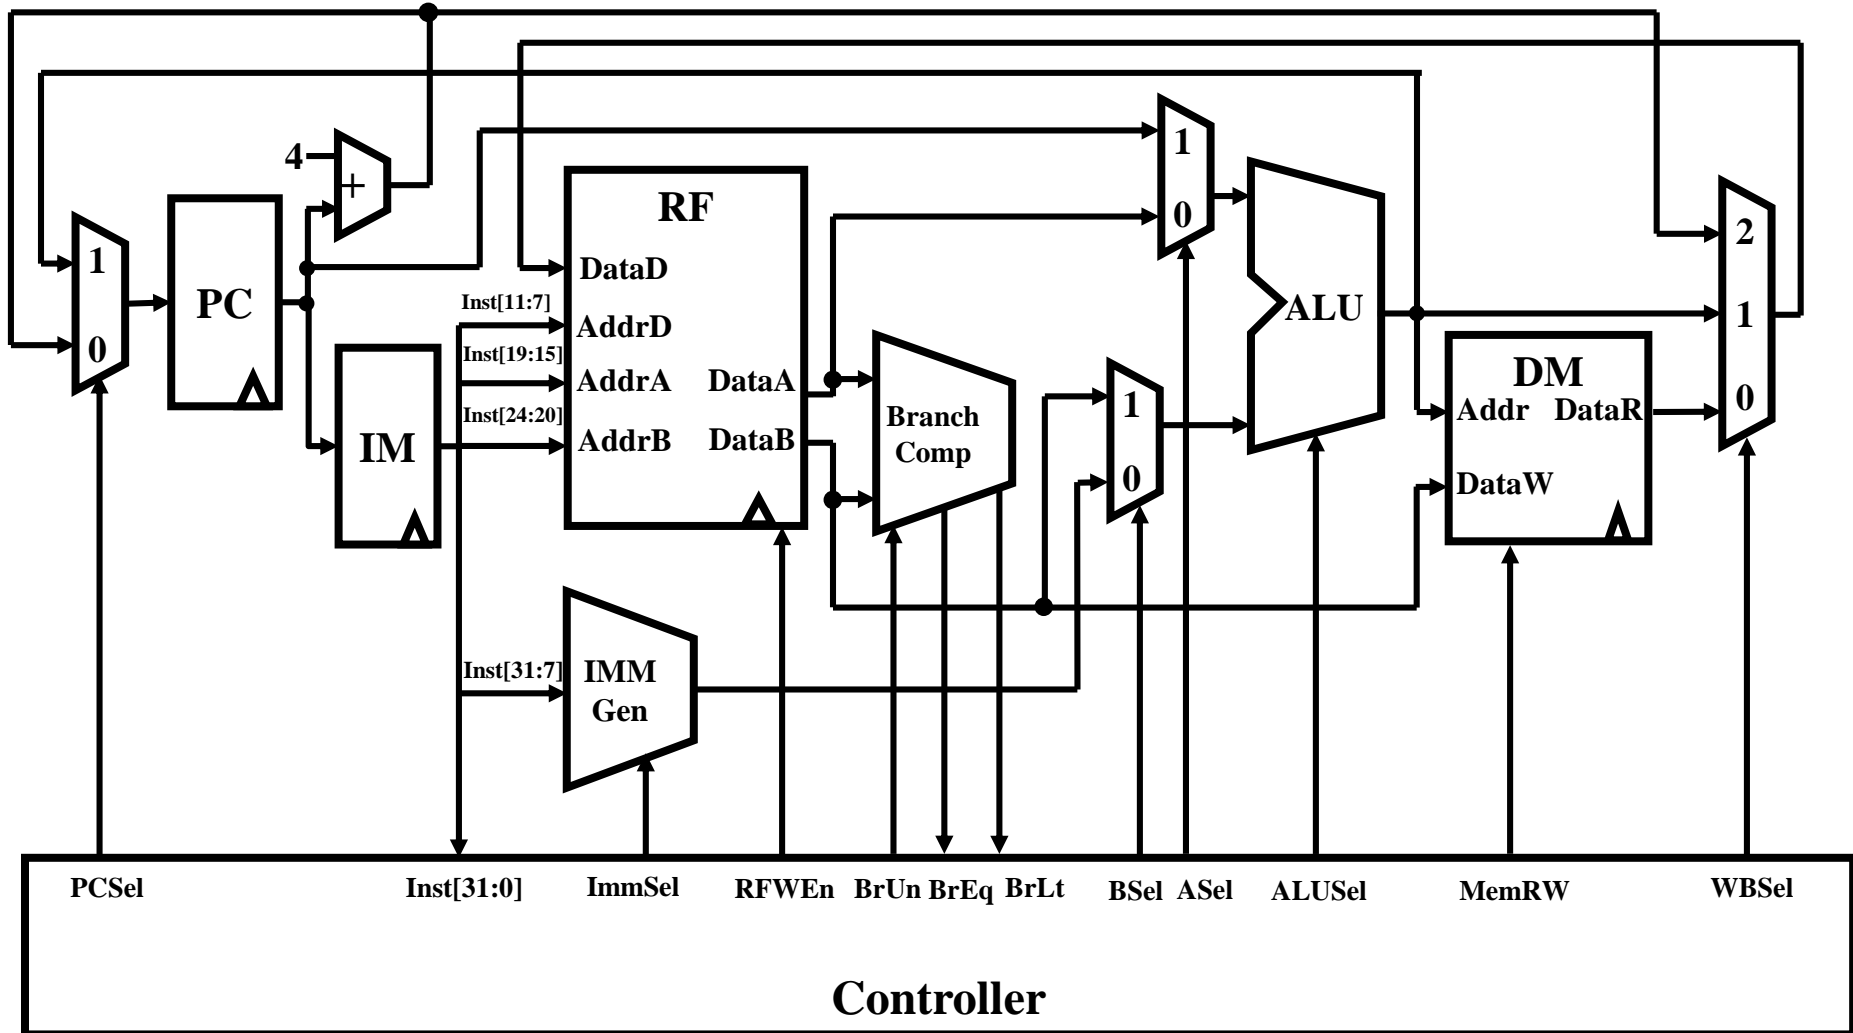 4
+
1
0
PC
IM
Inst[11:7]
Inst[19:15]
Inst[24:20]
Inst[31:7]
RF
DataD
AddrD
AddrA
AddrB
DataA
DataB
IMM
Gen
Branch
Comp
1
0
1
0
ALU
DM
Addr
DataR
DataW
2
1
0
PCSel
Inst[31:0]
ImmSel
RFWEn
BrUn
BrEq
BrLt
BSel
ASel
ALUSel
MemRW
WBSel
Controller